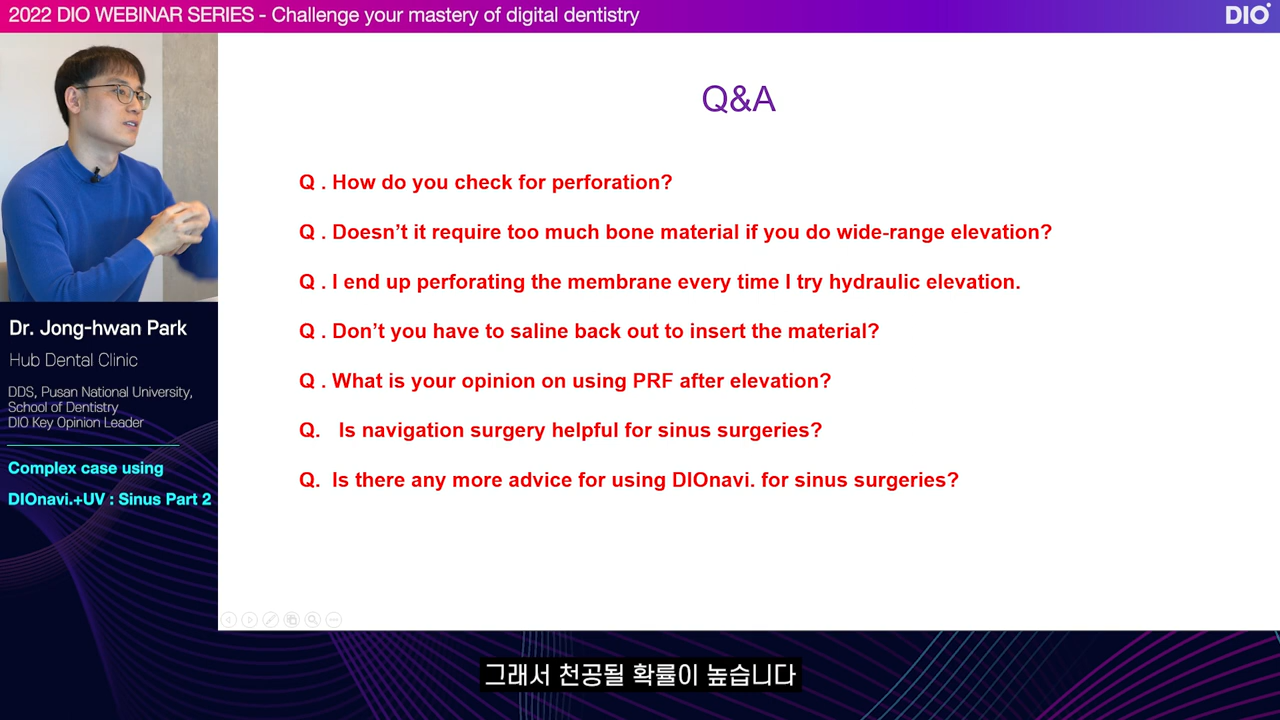 2022 DIO WEBINAR SERIES - Challenge your mastery of digital dentistry
DIO
Q&A
Q . How do you check for perforation?
Q . Doesn’t it require too much bone material if you do wide-range elevation?
Q . I end up perforating the membrane every time I try hydraulic elevation.
Q . Don’t you have to saline back out to insert the material?
Q . What is your opinion on using PRF after elevation?
Q. Is navigation surgery helpful for sinus surgeries?
Q. Is there any more advice for using DIOnavi. for sinus surgeries?
Dr. Jong-hwan Park
Hub Dental Clinic
DDS, Pusan National University,
School of Dentistry
DIO Key Opinion Leader
Complex case using
DIOnavi.+UV : Sinus Part 2
그래서 천공될 확률이 높습니다